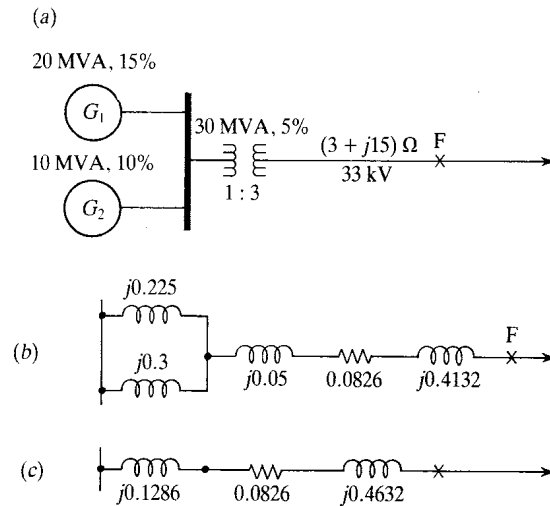 (a)
20 MVA, 15%
G₁
30 MVA, 5%
(3 + j15) Ω
F
10 MVA, 10%
33 kV
1 : 3
G₂
j0.225
(b)
F
j0.3
j0.05
0.0826
j0.4132
(c)
j0.1286
0.0826
j0.4632